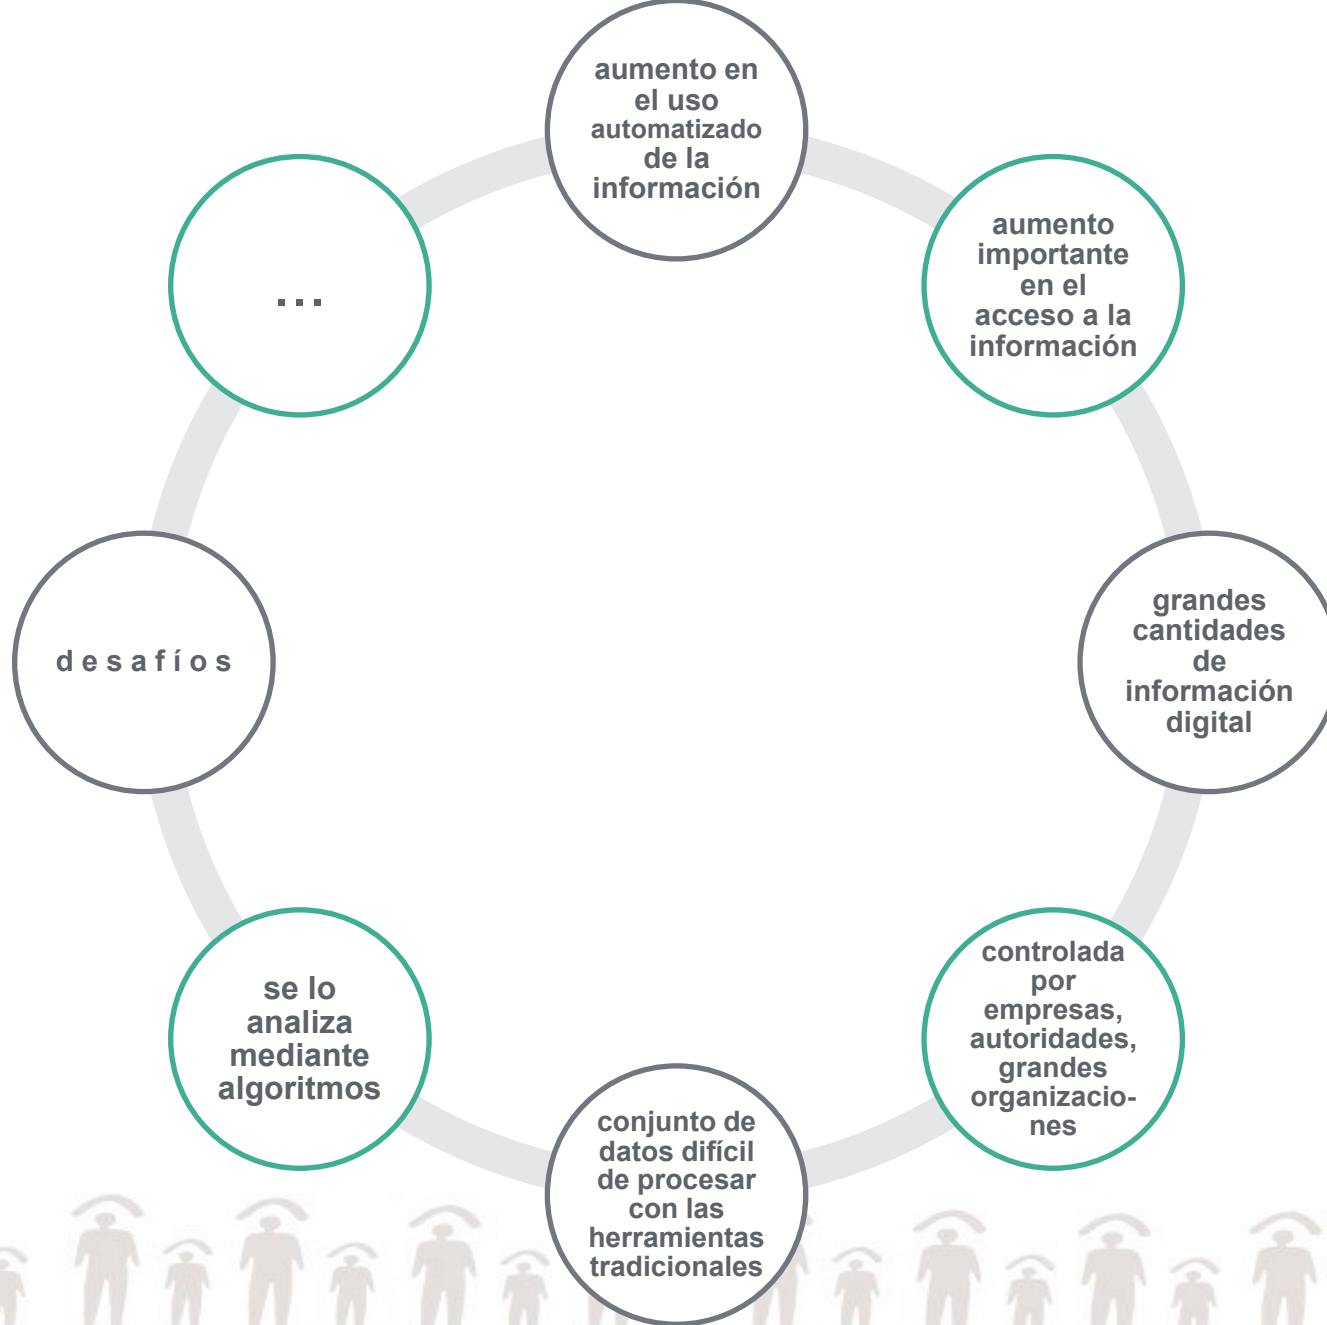 aumento en
el uso
automatizado
de la
información
aumento
importante
en el
acceso a la
información
grandes
cantidades
de
información
digital
controlada
por
empresas,
autoridades,
grandes
organizacio-
nes
conjunto de
datos difícil
de procesar
con las
herramientas
tradicionales
se lo
analiza
mediante
algoritmos
d e s a f í o s
...